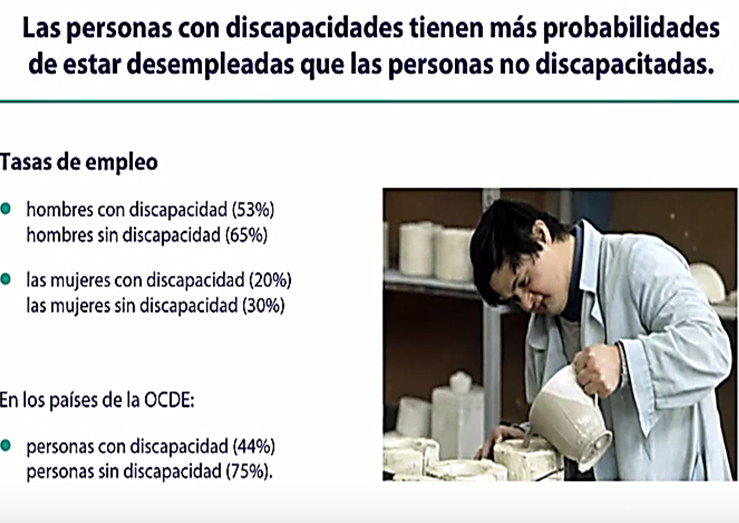 Las personas con discapacidades tienen más probabilidades
de estar desempleadas que las personas no discapacitadas.
Tasas de empleo
hombres con discapacidad (53%)
hombres sin discapacidad (65%)
las mujeres con discapacidad (20%)
las mujeres sin discapacidad (30%)
En los países de la OCDE:
personas con discapacidad (44%)
personas sin discapacidad (75%).